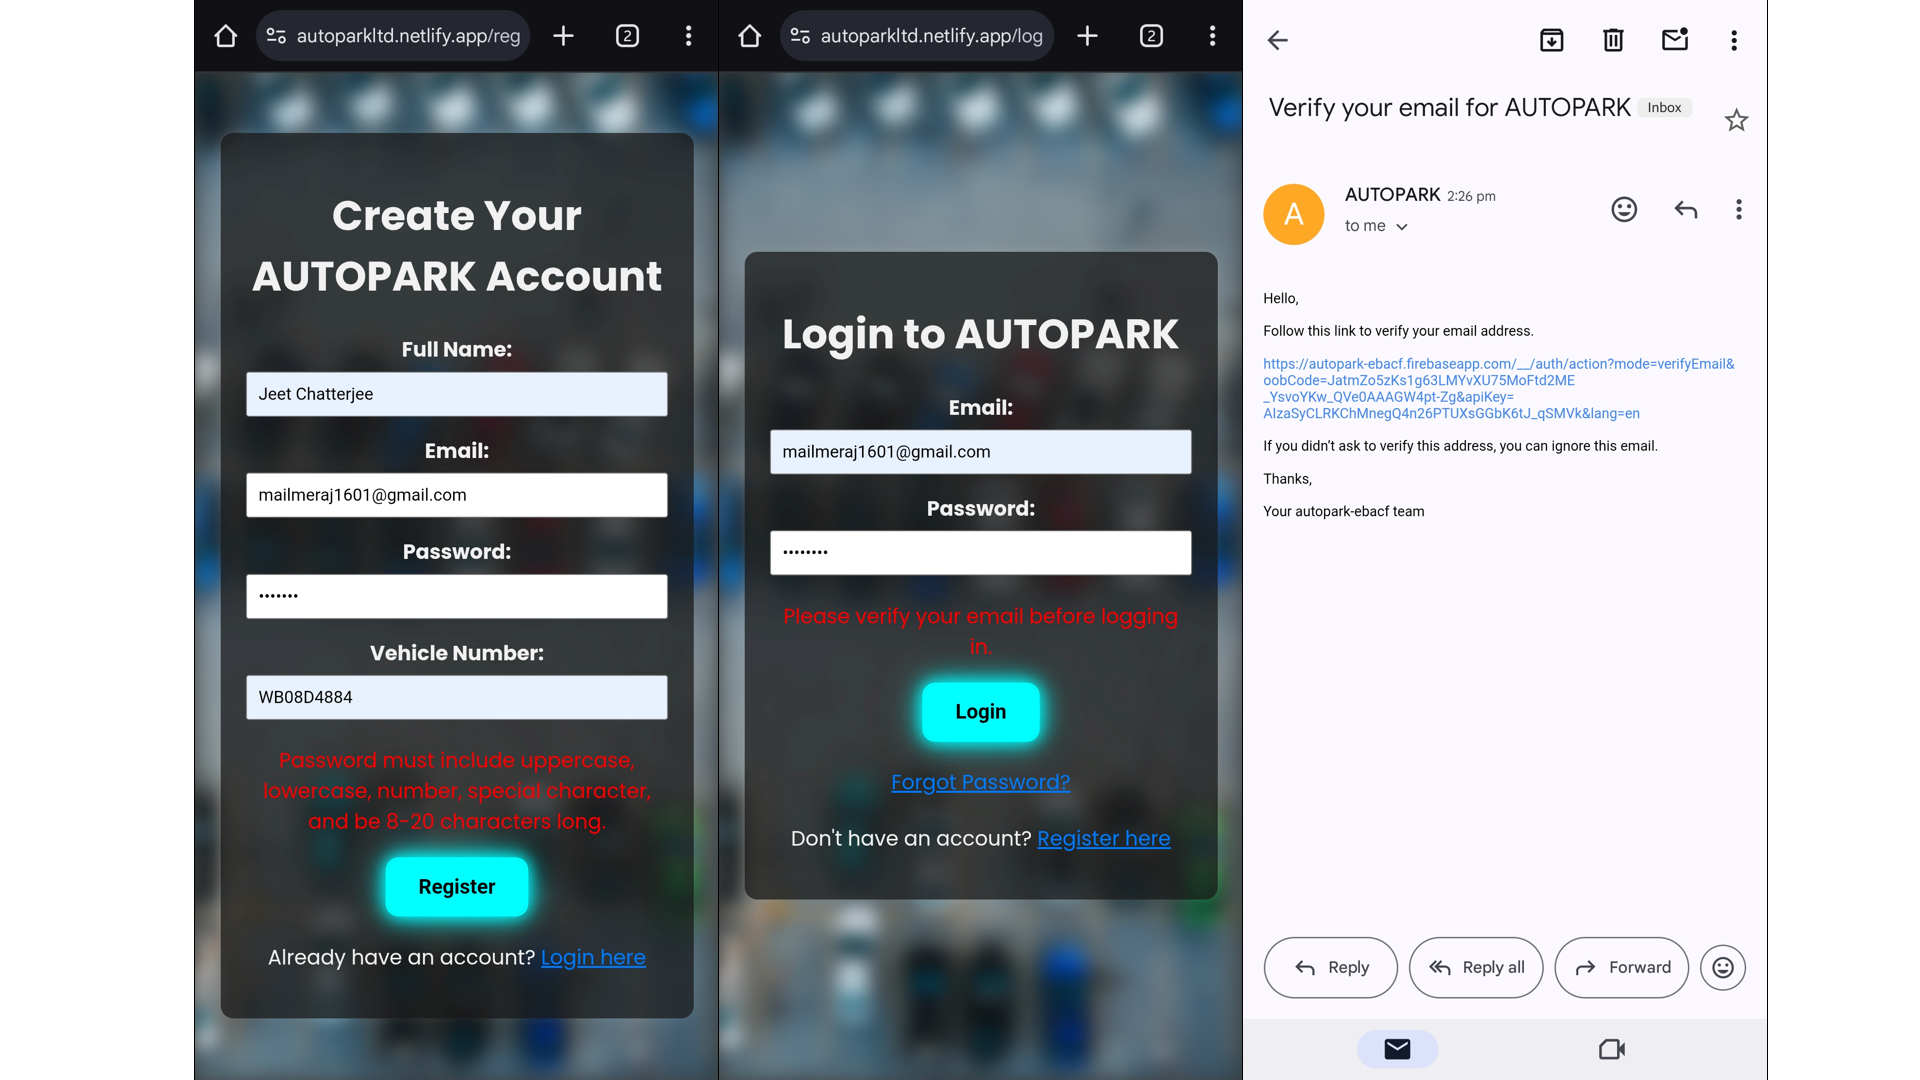 autoparkltd.netlify.app/reg
2
Create Your
AUTOPARK Account
Full Name:
Jeet Chatterjee
Email:
mailmeraj1601@gmail.com
Password:
•••••••
Vehicle Number:
WB08D4884
Password must include uppercase,
lowercase, number, special character,
and be 8-20 characters long.
Register
Already have an account? Login here
autoparkltd.netlify.app/log
2
Login to AUTOPARK
Email:
mailmeraj1601@gmail.com
Password:
••••••••
Please verify your email before logging
in.
Login
Forgot Password?
Don't have an account? Register here
Verify your email for AUTOPARK Inbox
A
AUTOPARK 2:26 pm
to me
Hello,
Follow this link to verify your email address.
https://autopark-ebacf.firebaseapp.com/__/auth/action?mode=verifyEmail&
oobCode=JatmZo5zKs1g63LMYvXU75MoFtd2ME
_YsvoYKw_QVe0AAAGW4pt-Zg&apiKey=
AIzaSyCLRKChMnegQ4n26PTUXsGGbK6tJ_qSMVk&lang=en
If you didn’t ask to verify this address, you can ignore this email.
Thanks,
Your autopark-ebacf team
Reply
Reply all
Forward